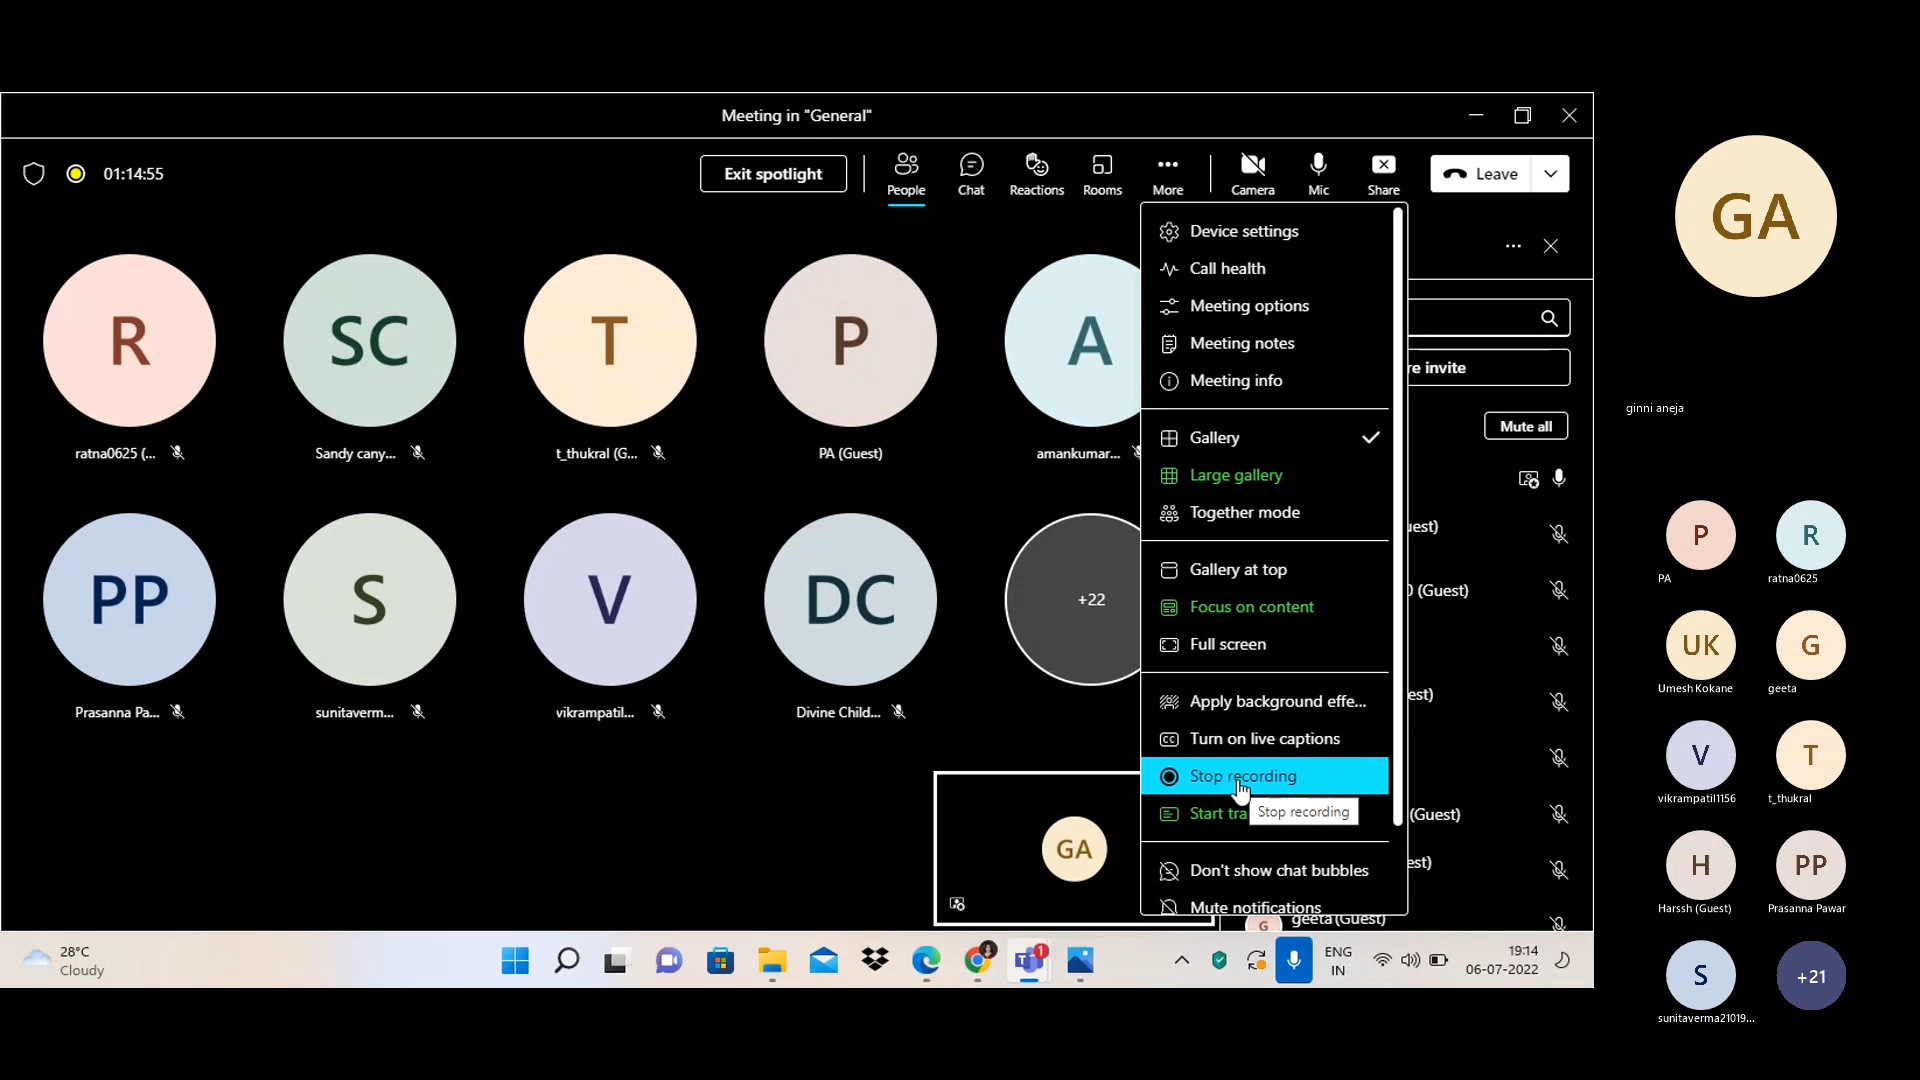 Meeting in "General"
01:14:55
Exit spotlight
People
Chat
Reactions
Rooms
More
Camera
Mic
Share
Leave
R
SC
T
P
A
ratna0625 (...
Sandy cany...
t_thukral (G...
PA (Guest)
amankumar...
PP
S
V
DC
+22
Prasanna Pa...
sunitaverm...
vikrampatil...
Divine Child...
GA
Device settings
Call health
Meeting options
Meeting notes
Meeting info
Gallery
Large gallery
Together mode
Gallery at top
Focus on content
Full screen
Apply background effe...
CC Turn on live captions
Stop recording
Start tra
Stop recording
Don't show chat bubbles
Mute notifications
re invite
Mute all
uest)
0 (Guest)
est)
(Guest)
est)
G geeta(Guest)
28°C
Cloudy
1
ENG
IN
19:14
06-07-2022
GA
ginni aneja
P
R
PA
ratna0625
UK
G
Umesh Kokane
geeta
V
T
vikrampatil1156
t_thukral
H
PP
Harssh (Guest)
Prasanna Pawar
S
+21
sunitaverma21019...